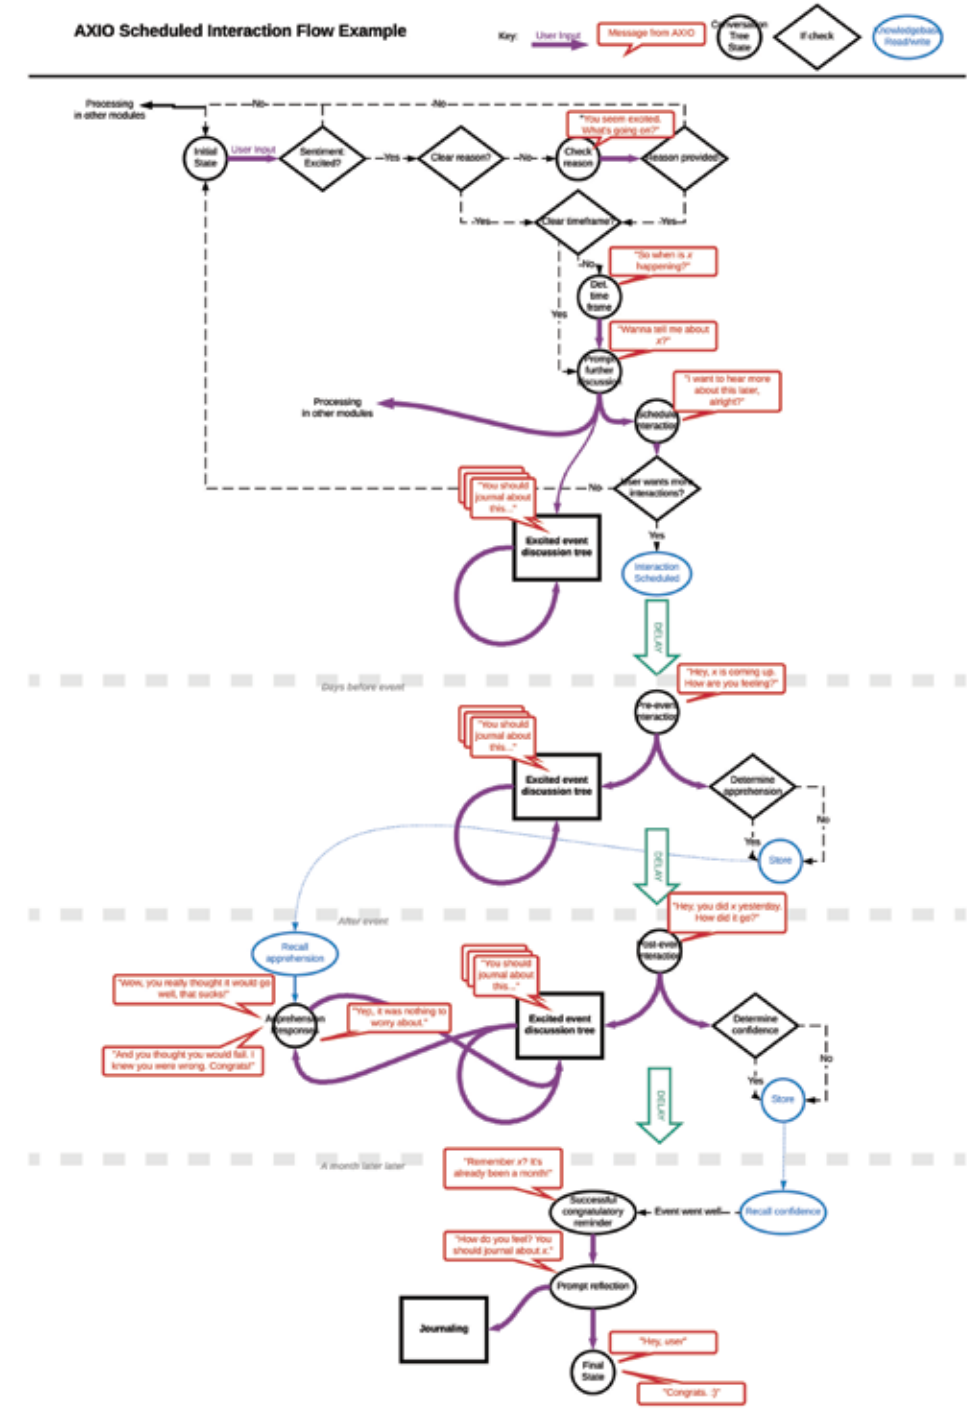 AXIO Scheduled Interaction Flow Example
Key:
User Input
Message from AXIO
Conversation
Tree
State
If check
Knowledgebase
Read/write
Processing
in other modules
No
No
"You seem excited.
What's going on?"
Initial
State
User Input
Sentiment:
Excited?
Yes
Clear reason?
No
Check
reason
Reason provided?
Yes
Clear timeframe?
Yes
No
"So when is x
happening?"
Det.
time
frame
Yes
"Wanna tell me about
x?"
Prompt
further
discussion
"I want to hear more
about this later,
alright?"
Processing
in other modules
Schedule
interaction
"You should
journal about
this..."
No
User wants more
interactions?
Yes
Excited event
discussion tree
Interaction
Scheduled
DELAY
Days before event
"Hey, x is coming up.
How are you feeling?"
Pre-event
interaction
"You should
journal about
this..."
Excited event
discussion tree
Determine
apprehension
No
Yes
Store
DELAY
After event
"Hey, you did x yesterday.
How did it go?"
Recall
apprehension
Post-event
interaction
"You should
journal about
this..."
"Wow, you really thought it would go
well, that sucks!"
"Yep, it was nothing to
worry about."
Apprehension
Responses
Excited event
discussion tree
Determine
confidence
"And you thought you would fail. I
knew you were wrong. Congrats!"
No
Yes
Store
DELAY
A month later later
"Remember x? It's
already been a month!"
Successful
congratulatory
reminder
Event went well
Recall confidence
"How do you feel? You
should journal about x."
Prompt reflection
Journaling
"Hey, user"
Final
State
"Congrats. :)"